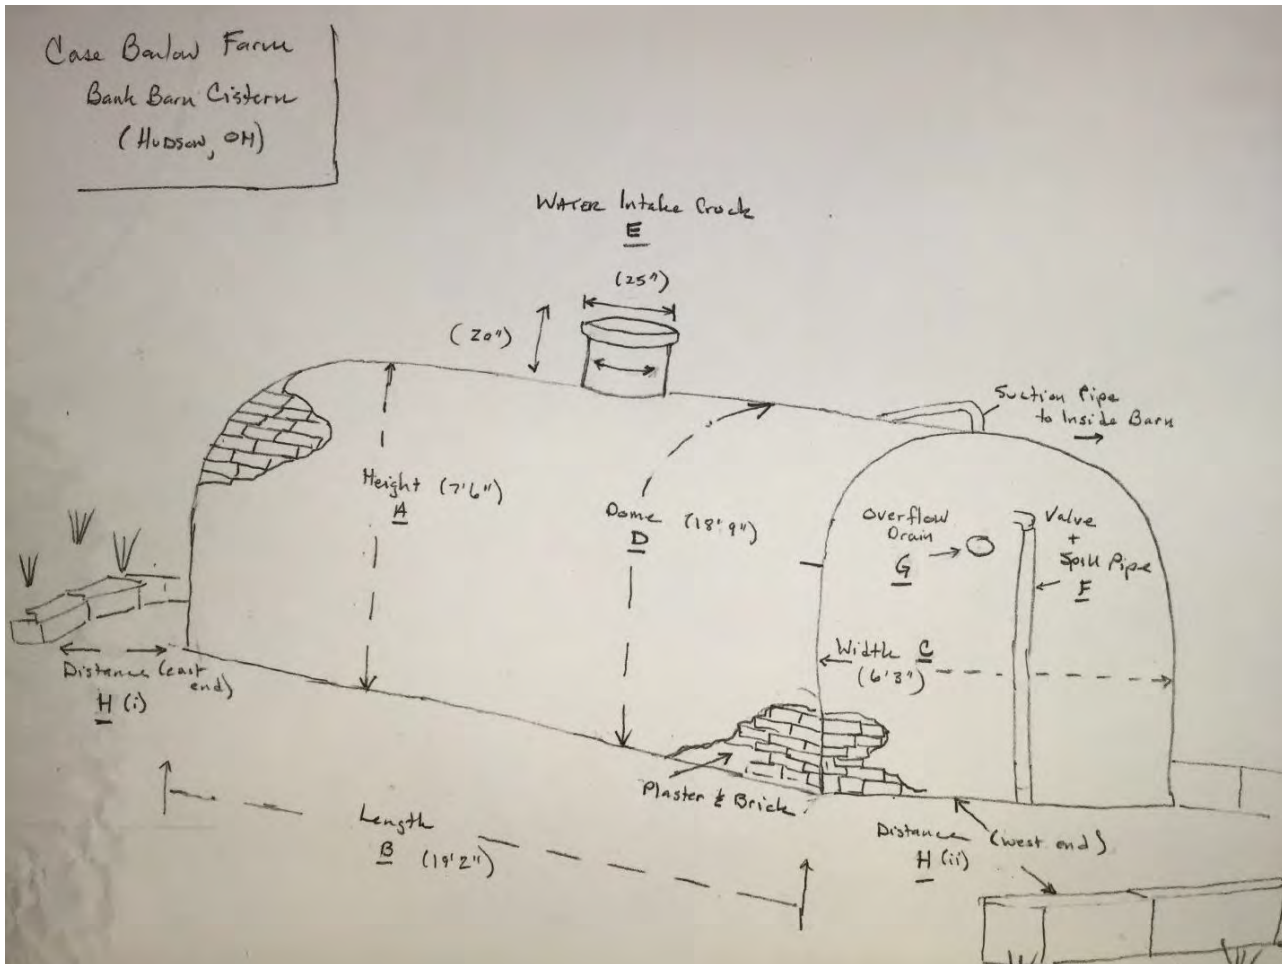 Case Barlow Farm
Bank Barn Cistern
(HUDSON, OH)
WATER Intake Crock
E
(25")
(20")
Suction Pipe
to Inside Barn
Height (7'6")
A
Dome (18'9")
D
Overflow
Drain
G
Valve
+
Spill Pipe
F
Width C
(6'3")
Distance (east
end)
H (i)
Plaster & Brick
Length
B (19'2")
Distance (west end)
H (ii)